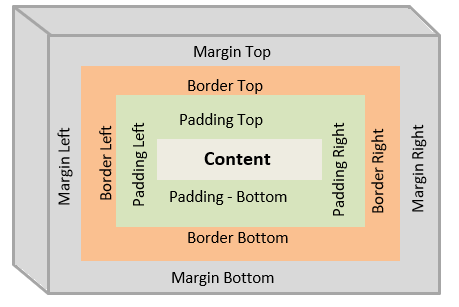 Margin Top
Border Top
Padding Top
Margin Left
Border Left
Padding Left
Content
Padding Right
Border Right
Margin Right
Padding - Bottom
Border Bottom
Margin Bottom